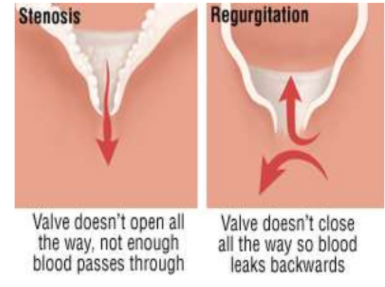 Stenosis
Regurgitation
Valve doesn't open all
the way, not enough
blood passes through
Valve doesn't close
all the way so blood
leaks backwards